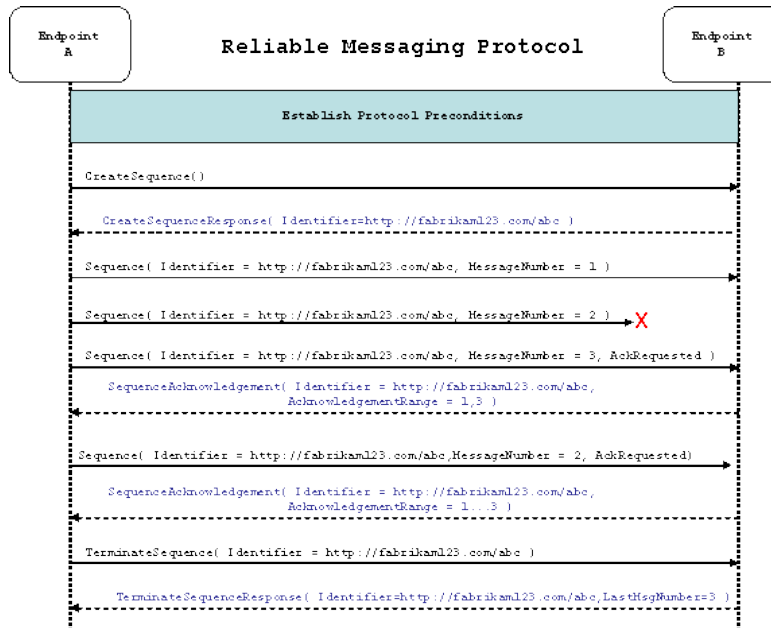 Endpoint
A
Reliable Messaging Protocol
Endpoint
B
Establish Protocol Preconditions
CreateSequence()
CreateSequenceResponse( Identifier=http://fabrikam123.com/abc )
Sequence( Identifier = http://fabrikam123.com/abc, MessageNumber = 1 )
Sequence( Identifier = http://fabrikam123.com/abc, MessageNumber = 2 )
X
Sequence( Identifier = http://fabrikam123.com/abc, MessageNumber = 3, AckRequested )
SequenceAcknowledgement( Identifier = http://fabrikam123.com/abc,
AcknowledgementRange = 1,3 )
Sequence( Identifier = http://fabrikam123.com/abc,MessageNumber = 2, AckRequested)
SequenceAcknowledgement( Identifier = http://fabrikam123.com/abc,
AcknowledgementRange = 1...3 )
TerminateSequence( Identifier = http://fabrikam123.com/abc )
TerminateSequenceResponse( Identifier=http://fabrikam123.com/abc,LastMsgNumber=3 )